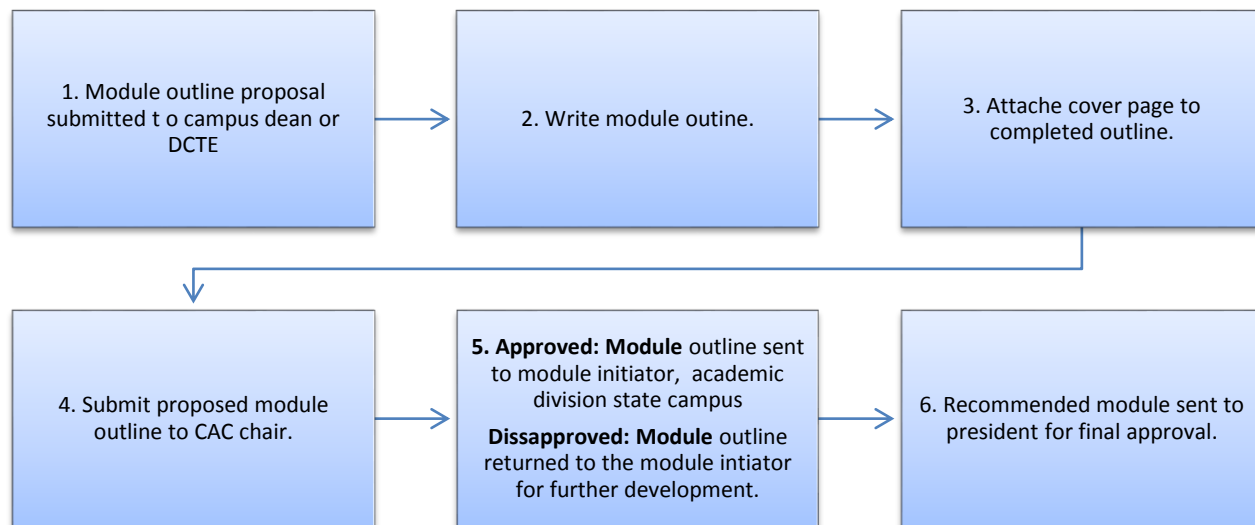 1. Module outline proposal
submitted t o campus dean or
DCTE
2. Write module outine.
3. Attache cover page to
completed outline.
4. Submit proposed module
outline to CAC chair.
5. Approved: Module outline sent
to module initiator, academic
division state campus
Dissapproved: Module outline
returned to the module intiator
for further development.
6. Recommended module sent to
president for final approval.